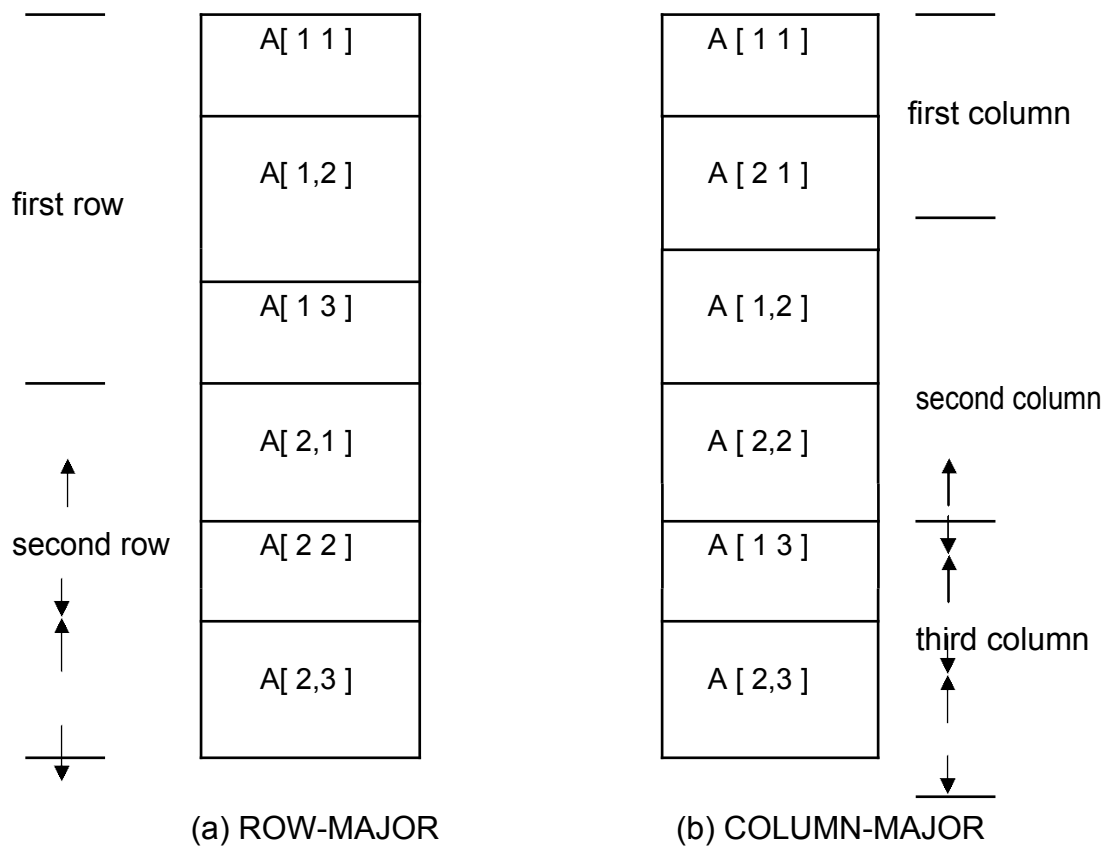 A[ 1 1 ]
A[ 1,2 ]
first row
A[ 1 3 ]
A[ 2,1 ]
second row
A[ 2 2 ]
A[ 2,3 ]
(a) ROW-MAJOR
A [ 1 1 ]
first column
A [ 2 1 ]
A [ 1,2 ]
second column
A [ 2,2 ]
A [ 1 3 ]
third column
A [ 2,3 ]
(b) COLUMN-MAJOR